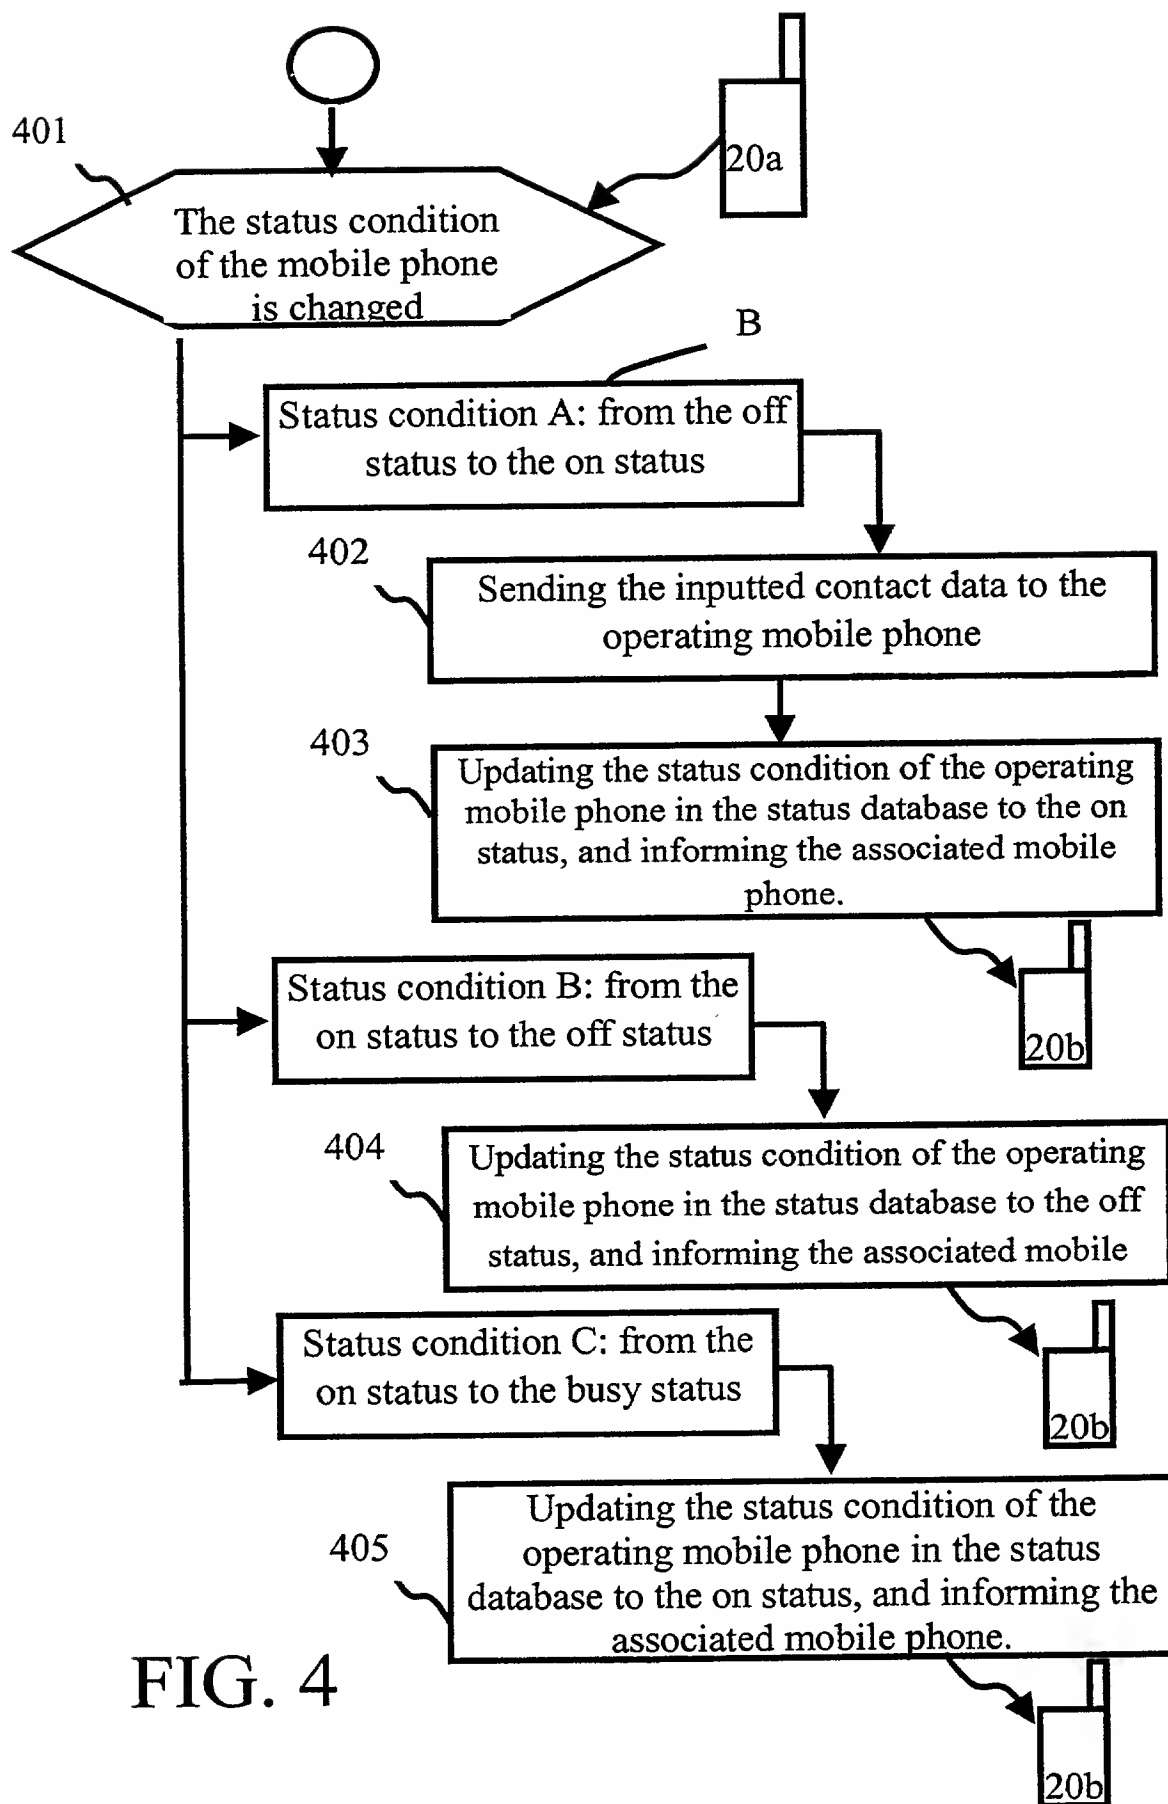 401
20a
The status condition
of the mobile phone
is changed
B
Status condition A: from the off
status to the on status
402
Sending the inputted contact data to the
operating mobile phone
403
Updating the status condition of the operating
mobile phone in the status database to the on
status, and informing the associated mobile
phone.
20b
Status condition B: from the
on status to the off status
404
Updating the status condition of the operating
mobile phone in the status database to the off
status, and informing the associated mobile
20b
Status condition C: from the
on status to the busy status
405
Updating the status condition of the
operating mobile phone in the status
database to the on status, and informing the
associated mobile phone.
20b
FIG. 4